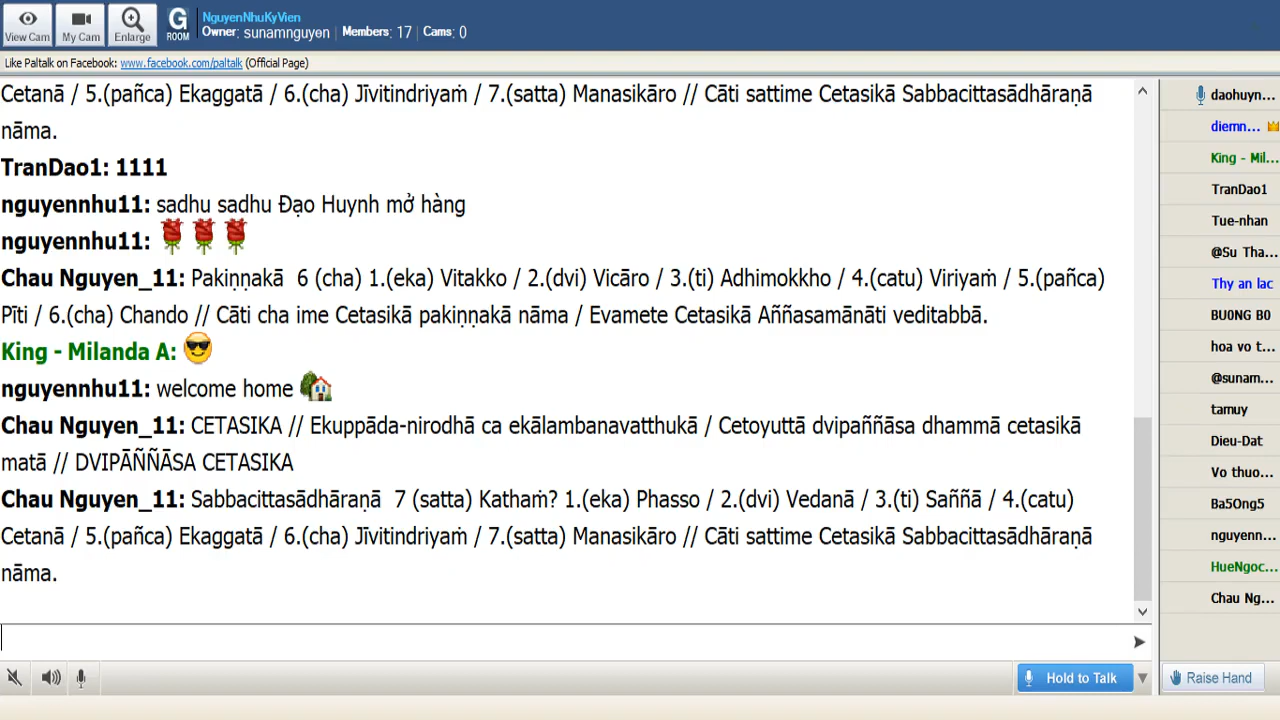 View Cam
My Cam
Enlarge
G
ROOM
NguyenNhuKyVien
Owner: sunamnguyen | Members: 17 | Cams: 0
Like Paltalk on Facebook: www.facebook.com/paltalk (Official Page)
Cetanā / 5.(pañca) Ekaggatā / 6.(cha) Jīvitindriyaṁ / 7.(satta) Manasikāro // Cāti sattime Cetasikā Sabbacittasādhāraṇā
nāma.
TranDao1: 1111
nguyennhu11: sadhu sadhu Đạo Huynh mở hàng
nguyennhu11:
Chau Nguyen_11: Pakiṇṇakā 6 (cha) 1.(eka) Vitakko / 2.(dvi) Vicāro / 3.(ti) Adhimokkho / 4.(catu) Viriyaṁ / 5.(pañca)
Pīti / 6.(cha) Chando // Cāti cha ime Cetasikā pakiṇṇakā nāma / Evamete Cetasikā Aññasamānāti veditabbā.
King - Milanda A:
nguyennhu11: welcome home
Chau Nguyen_11: CETASIKA // Ekuppāda-nirodhā ca ekālambanavatthukā / Cetoyuttā dvipaññāsa dhammā cetasikā
matā // DVIPĀÑÑĀSA CETASIKA
Chau Nguyen_11: Sabbacittasādhāraṇā 7 (satta) Kathaṁ? 1.(eka) Phasso / 2.(dvi) Vedanā / 3.(ti) Saññā / 4.(catu)
Cetanā / 5.(pañca) Ekaggatā / 6.(cha) Jīvitindriyaṁ / 7.(satta) Manasikāro // Cāti sattime Cetasikā Sabbacittasādhāraṇā
nāma.
daohuyn...
diemn...
King - Mil...
TranDao1
Tue-nhan
@Su Tha...
Thy an lac
BU0NG B0
hoa vo t...
@sunam...
tamuy
Dieu-Dat
Vo thuo...
Ba5Ong5
nguyenn...
HueNgoc...
Chau Ng...
Hold to Talk
Raise Hand